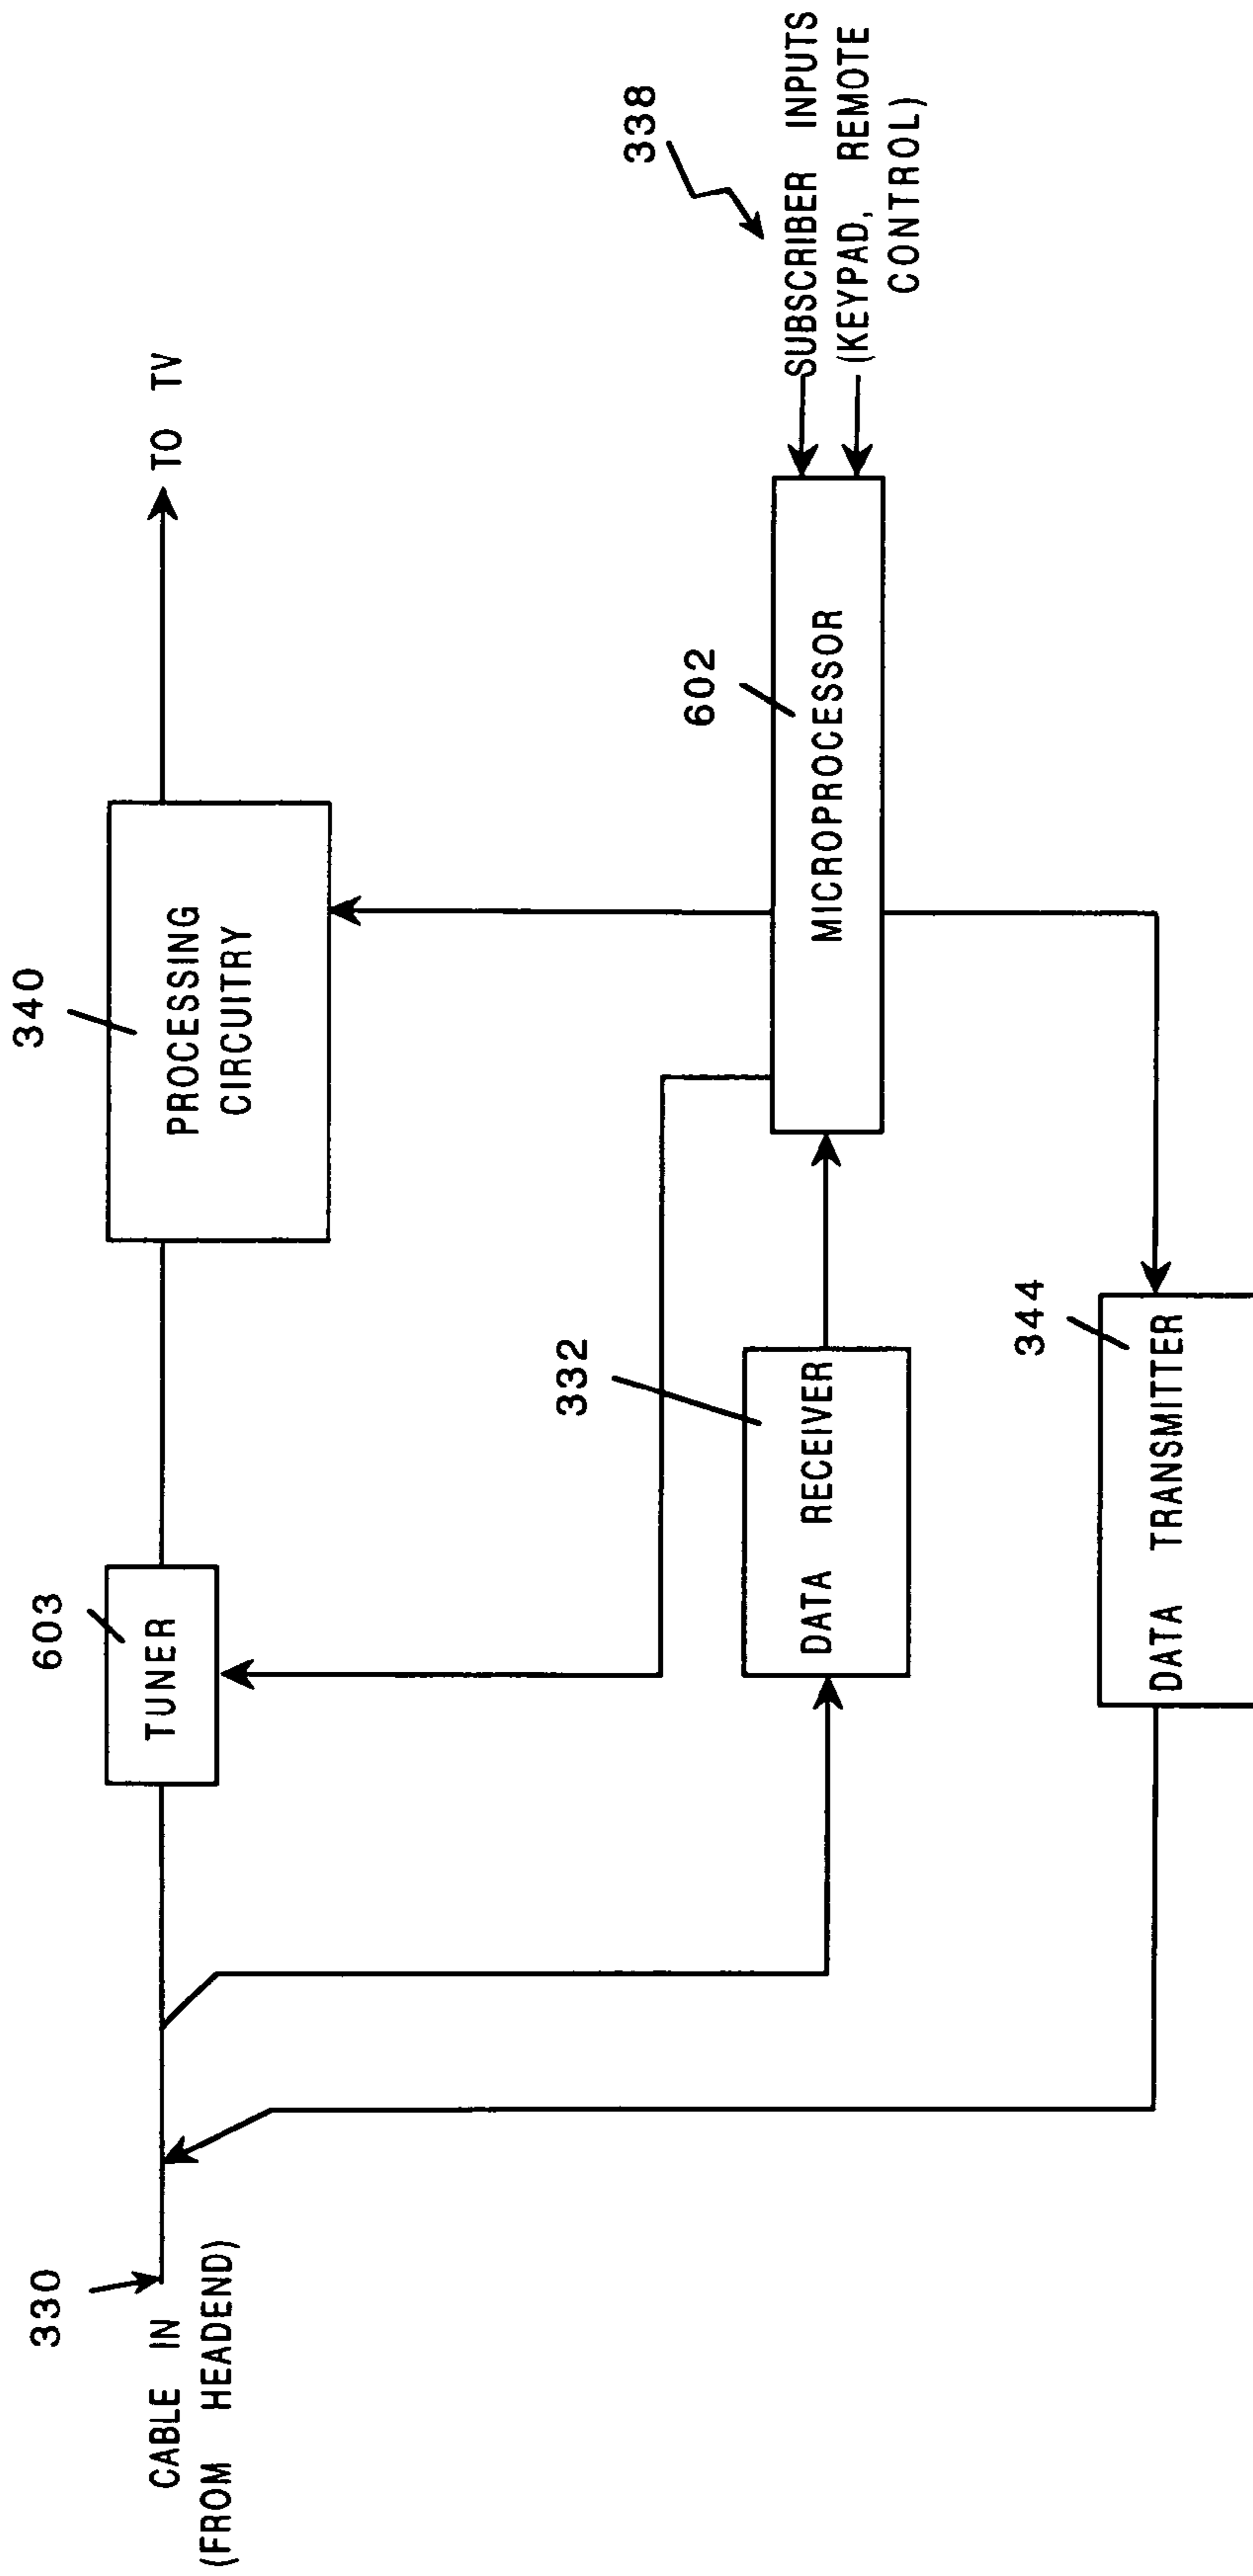 340
PROCESSING
CIRCUITRY
TO TV
603
TUNER
330
CABLE IN
(FROM HEADEND)
338
SUBSCRIBER INPUTS
(KEYPAD, REMOTE
CONTROL)
602
MICROPROCESSOR
332
DATA RECEIVER
344
DATA TRANSMITTER